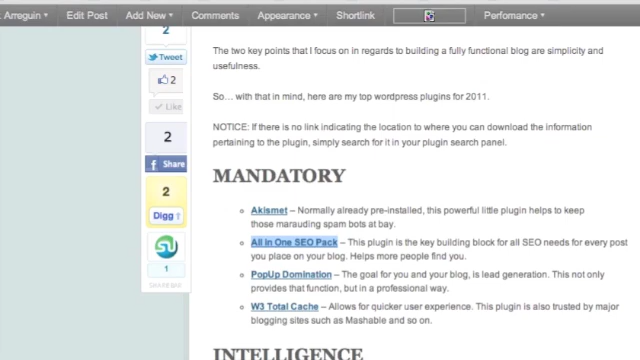 Arreguin Edit Post Add New Comments Appearance Shortlink Perfomance
2
Tweet
2
Like
2
Share
2
Digg
1
The two key points that I focus on in regards to building a fully functional blog are simplicity and
usefulness.
So... with that in mind, here are my top wordpress plugins for 2011.
NOTICE: If there is no link indicating the location to where you can download the information
pertaining to the plugin, simply search for it in your plugin search panel.
MANDATORY
Akismet – Normally already pre-installed, this powerful little plugin helps to keep
those marauding spam bots at bay.
All in One SEO Pack – This plugin is the key building block for all SEO needs for every post
you place on your blog. Helps more people find you.
PopUp Domination – The goal for you and your blog, is lead generation. This not only
provides that function, but in a professional way.
W3 Total Cache – Allows for quicker user experience. This plugin is also trusted by major
blogging sites such as Mashable and so on.
INTELLIGENCE